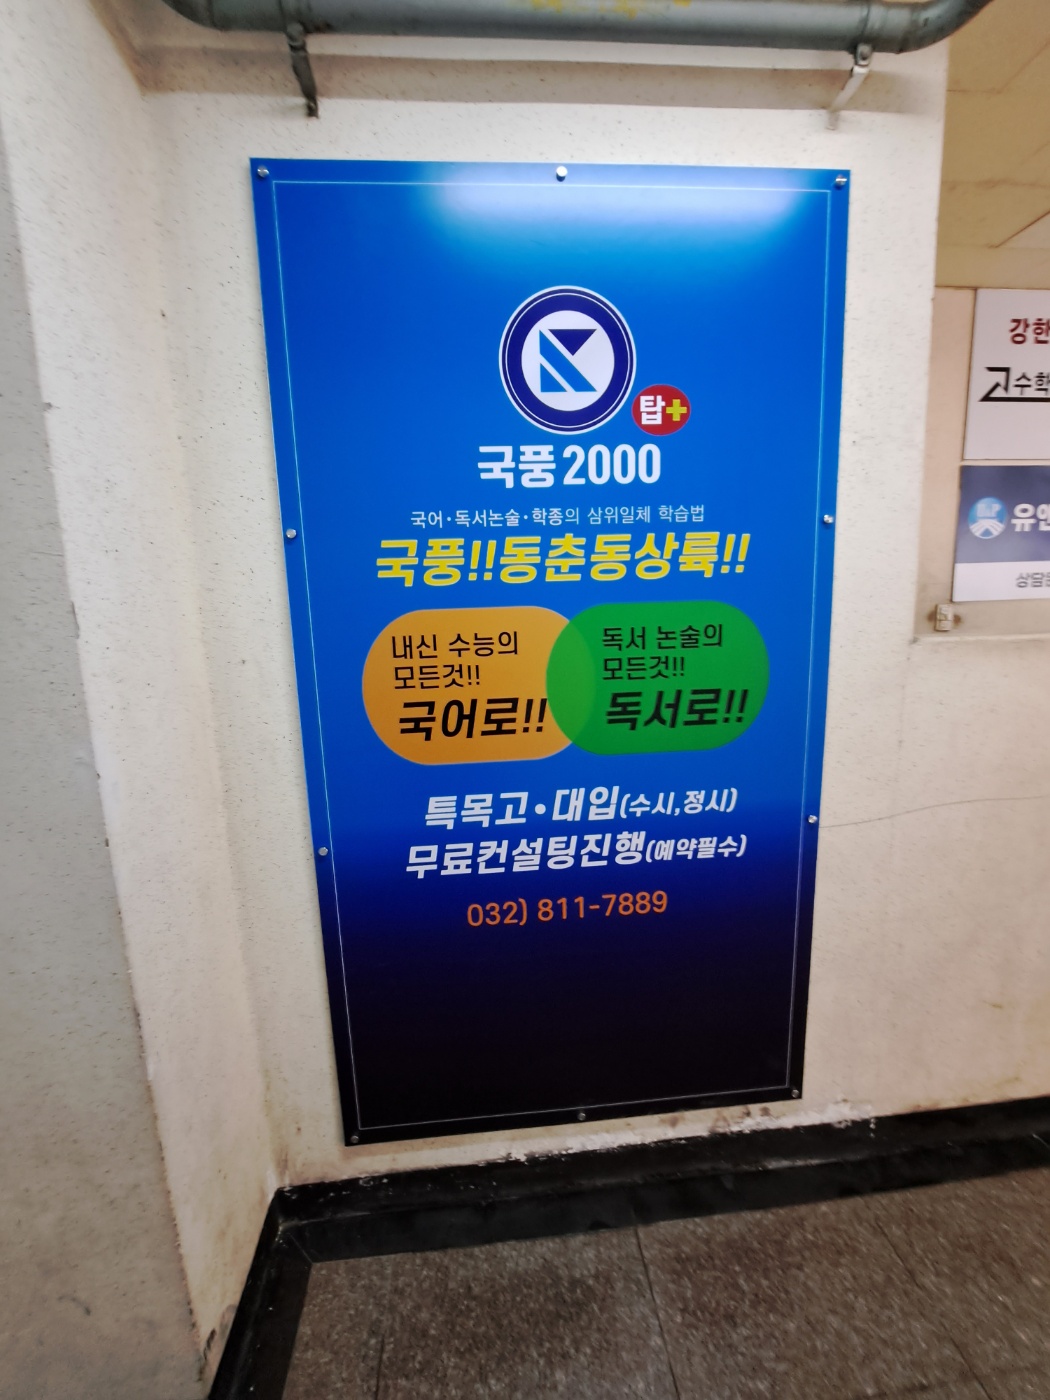 탑+
국풍2000
국어·독서논술·학종의 삼위일체 학습법
국풍!!동춘동상륙!!
내신 수능의
모든것!!
국어로!!
독서 논술의
모든것!!
독서로!!
특목고·대입(수시,정시)
무료컨설팅진행(예약필수)
032) 811-7889
강한
고수학
유앤
상담